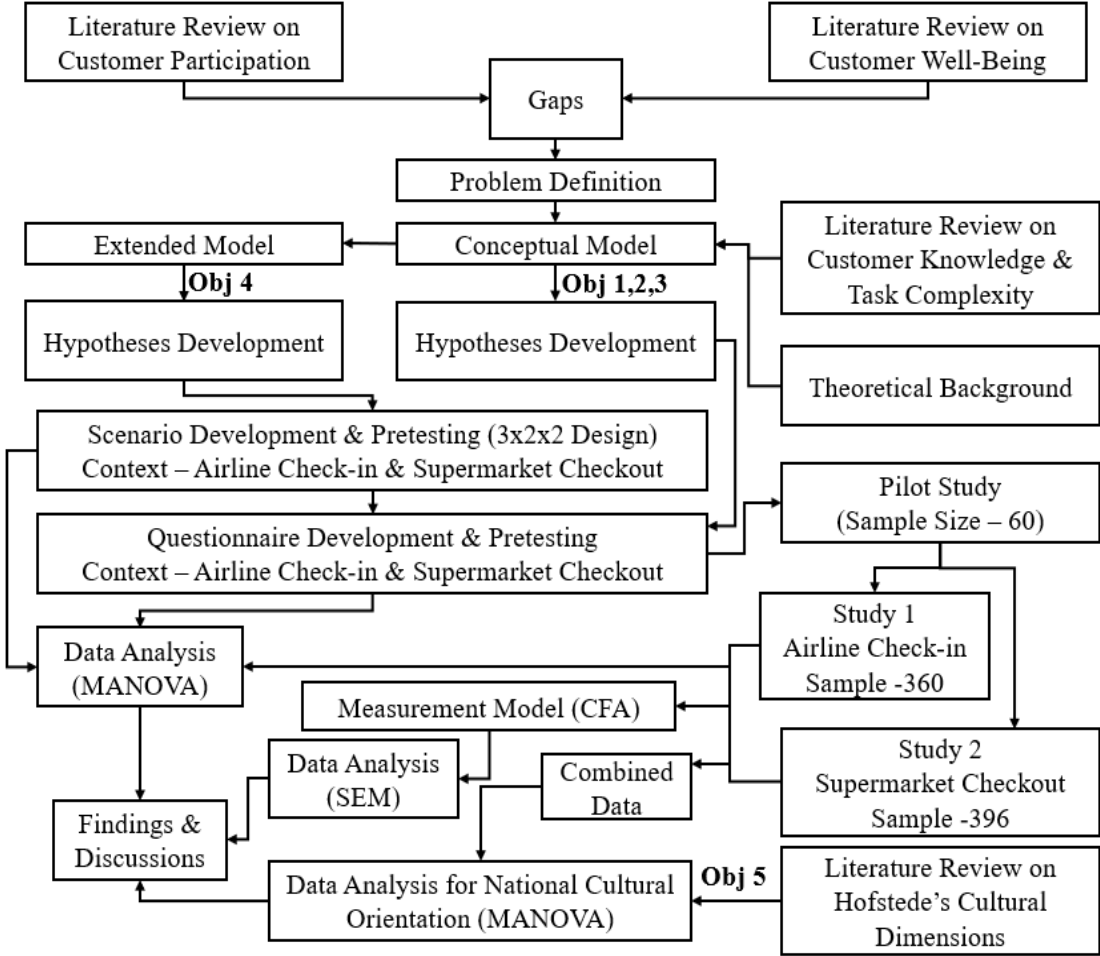 Literature Review on
Customer Participation
Literature Review on
Customer Well-Being
Gaps
Problem Definition
Extended Model
Conceptual Model
Literature Review on
Customer Knowledge &
Task Complexity
Obj 4
Obj 1,2,3
Hypotheses Development
Hypotheses Development
Theoretical Background
Scenario Development & Pretesting (3x2x2 Design)
Context – Airline Check-in & Supermarket Checkout
Pilot Study
(Sample Size – 60)
Questionnaire Development & Pretesting
Context – Airline Check-in & Supermarket Checkout
Study 1
Airline Check-in
Sample -360
Data Analysis
(MANOVA)
Measurement Model (CFA)
Data Analysis
(SEM)
Combined
Data
Study 2
Supermarket Checkout
Sample -396
Findings &
Discussions
Data Analysis for National Cultural
Orientation (MANOVA)
Obj 5
Literature Review on
Hofstede's Cultural
Dimensions